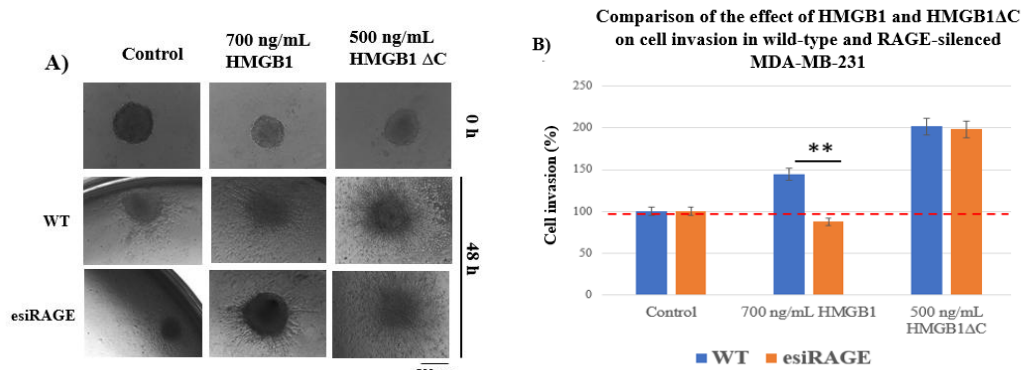 A)
Control
700 ng/mL
HMGB1
500 ng/mL
HMGB1 ΔC
0 h
WT
esiRAGE
48 h
B)
Comparison of the effect of HMGB1 and HMGB1ΔC
on cell invasion in wild-type and RAGE-silenced
MDA-MB-231
Cell invasion (%)
250
200
150
100
50
0
**
Control
700 ng/mL HMGB1
500 ng/mL
HMGB1ΔC
WT
esiRAGE